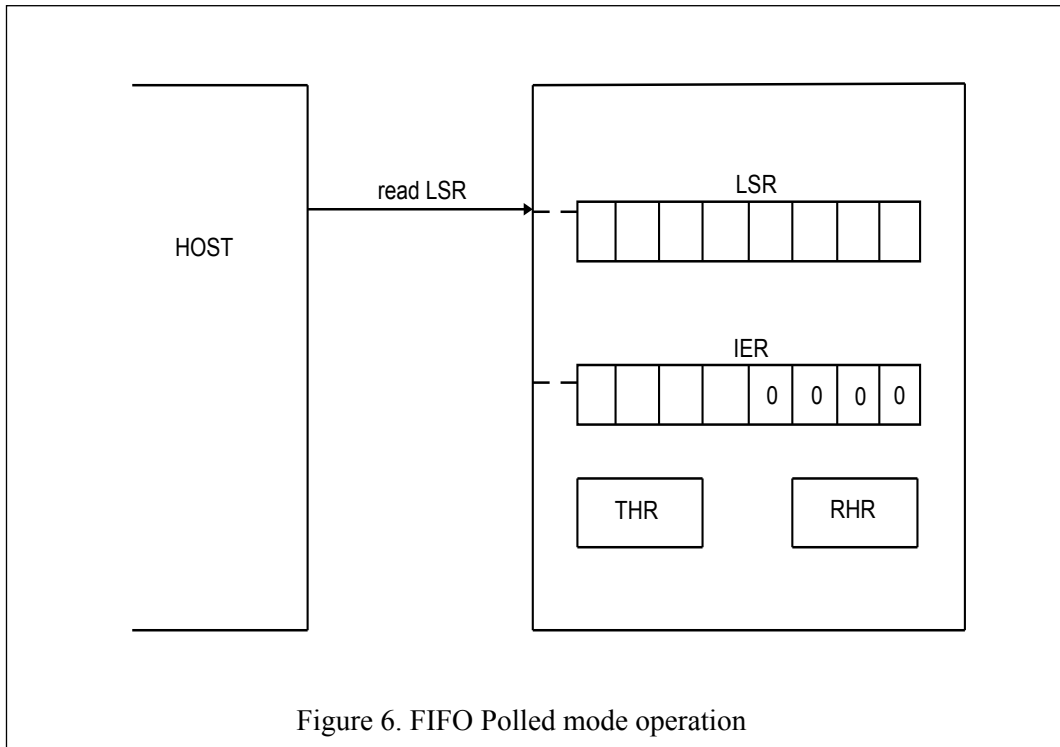 read LSR
LSR
HOST
IER
0 0 0 0
THR RHR
Figure 6. FIFO Polled mode operation